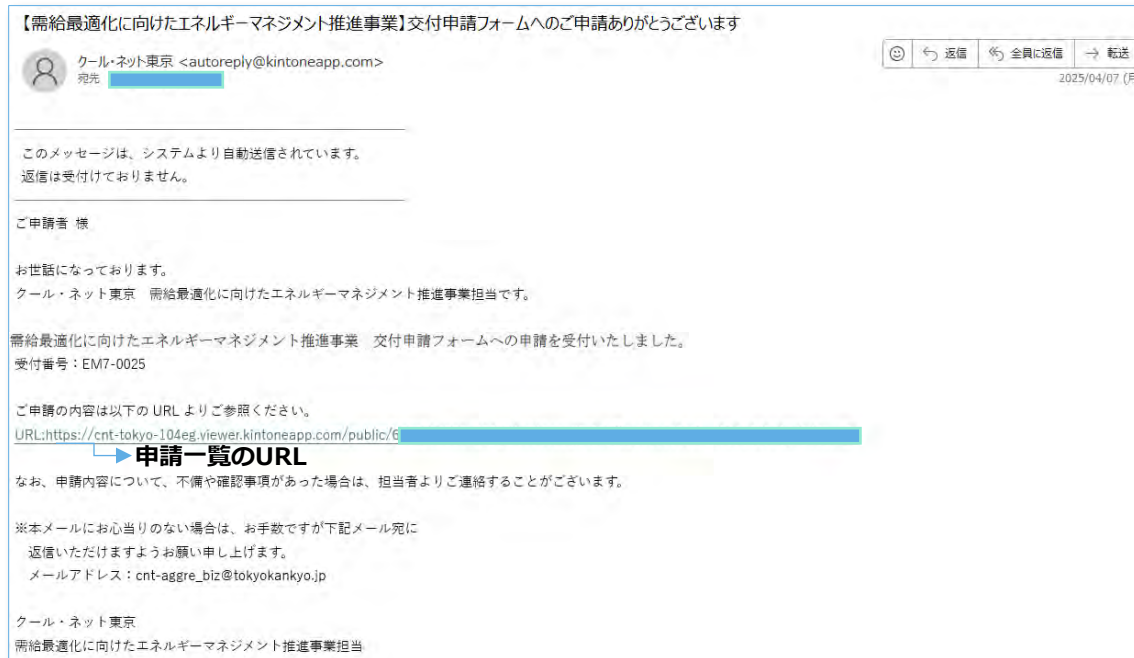 【需給最適化に向けたエネルギーマネジメント推進事業】交付申請フォームへのご申請ありがとうございます
クール・ネット東京 <autoreply@kintoneapp.com>
宛先
返信
全員に返信
転送
2025/04/07 (月
このメッセージは、システムより自動送信されています。
返信は受付けておりません。
ご申請者 様
お世話になっております。
クール・ネット東京　需給最適化に向けたエネルギーマネジメント推進事業担当です。
需給最適化に向けたエネルギーマネジメント推進事業　交付申請フォームへの申請を受付いたしました。
受付番号：EM7-0025
ご申請の内容は以下の URL よりご参照ください。
URL:https://cnt-tokyo-104eg.viewer.kintoneapp.com/public/6
申請一覧のURL
なお、申請内容について、不備や確認事項があった場合は、担当者よりご連絡することがございます。
※本メールにお心当りのない場合は、お手数ですが下記メール宛に
返信いただけますようお願い申し上げます。
メールアドレス：cnt-aggre_biz@tokyokankyo.jp
クール・ネット東京
需給最適化に向けたエネルギーマネジメント推進事業担当